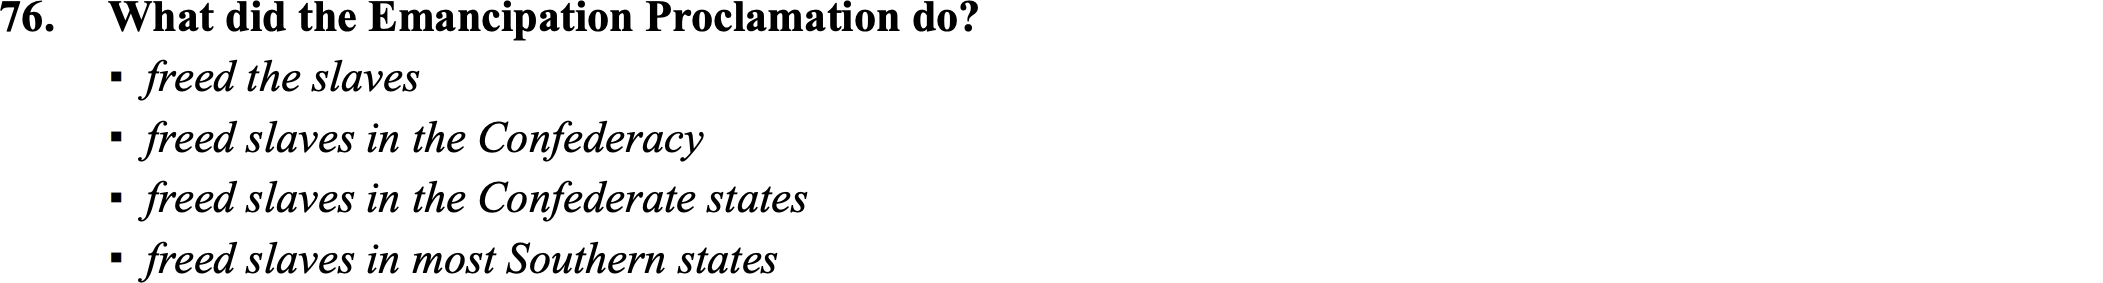 76. What did the Emancipation Proclamation do?
▪ freed the slaves
▪ freed slaves in the Confederacy
▪ freed slaves in the Confederate states
▪ freed slaves in most Southern states